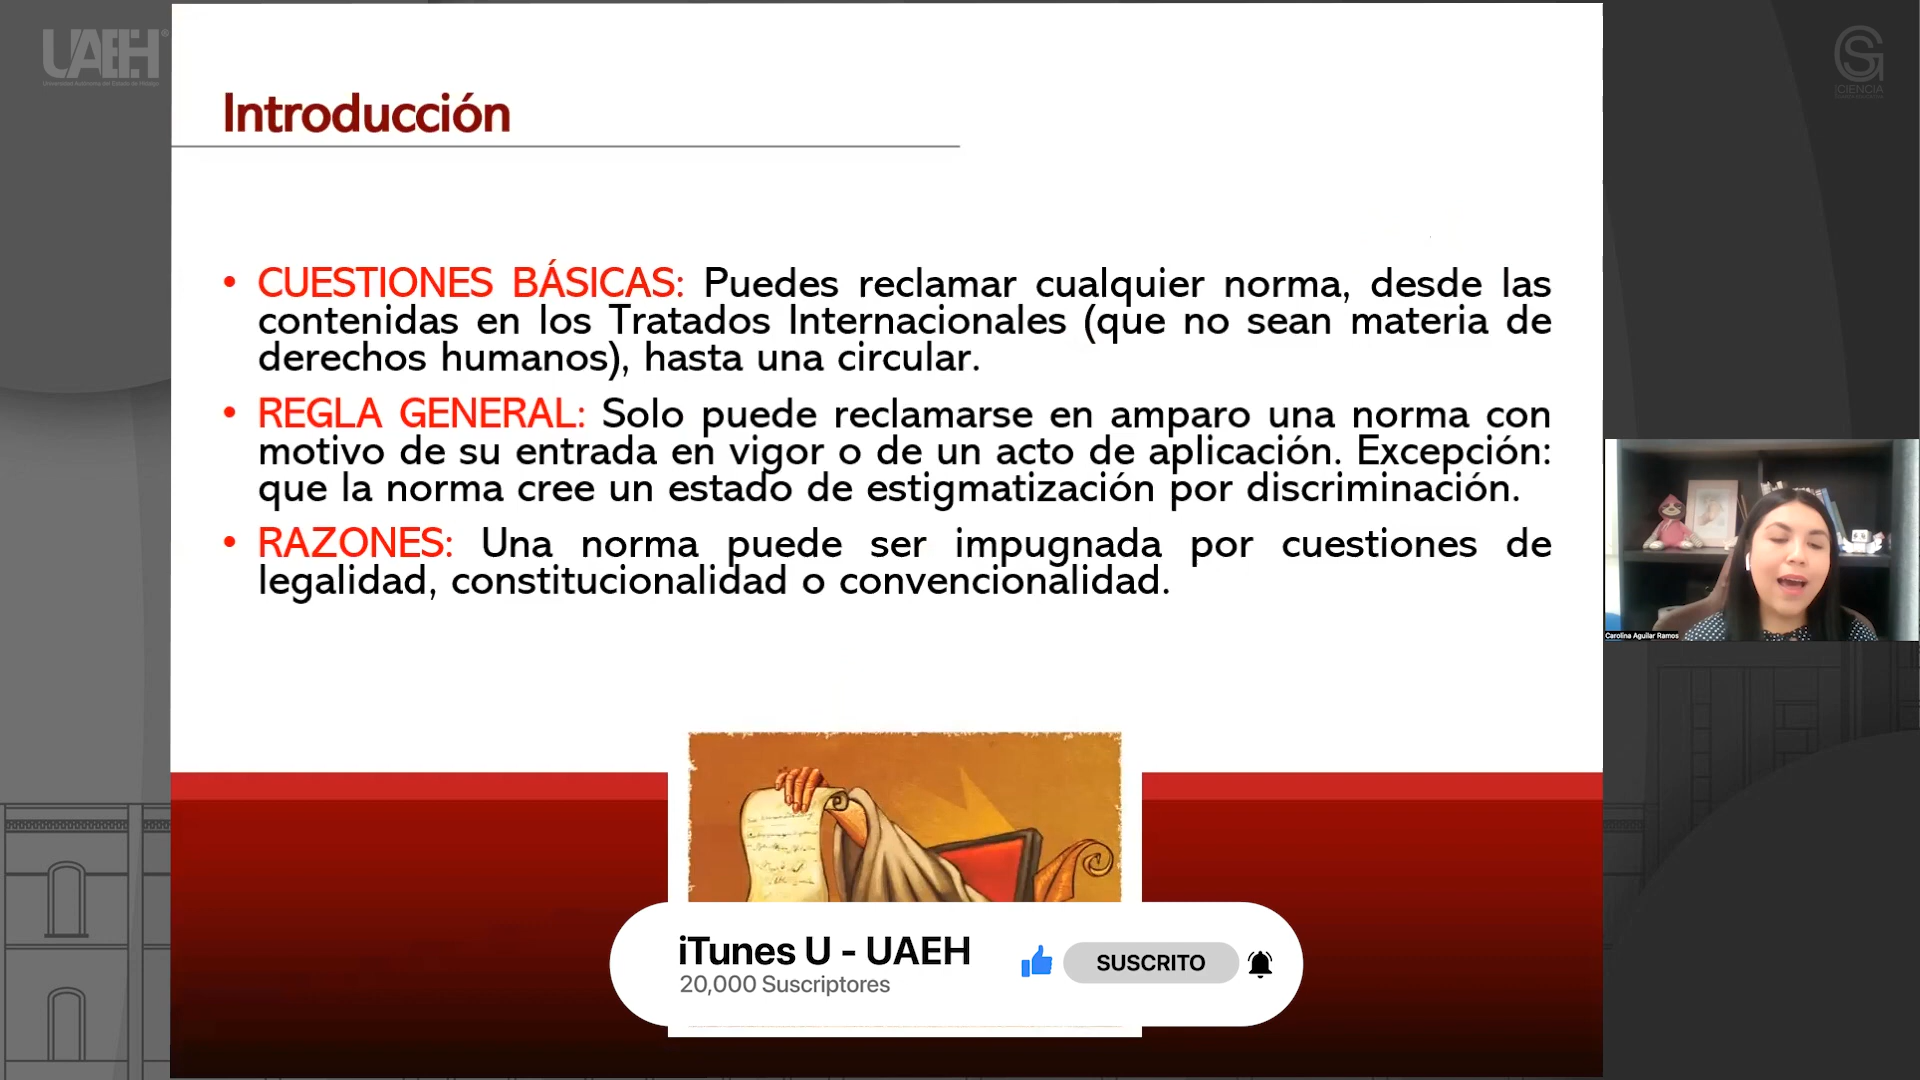 UAEH
Introducción
• CUESTIONES BÁSICAS: Puedes reclamar cualquier norma, desde las
contenidas en los Tratados Internacionales (que no sean materia de
derechos humanos), hasta una circular.
• REGLA GENERAL: Solo puede reclamarse en amparo una norma con
motivo de su entrada en vigor o de un acto de aplicación. Excepción:
que la norma cree un estado de estigmatización por discriminación.
• RAZONES: Una norma puede ser impugnada por cuestiones de
legalidad, constitucionalidad o convencionalidad.
CIENCIA
Carolina Aguilar Ramos
iTunes U - UAEH
20,000 Suscriptores
SUSCRITO